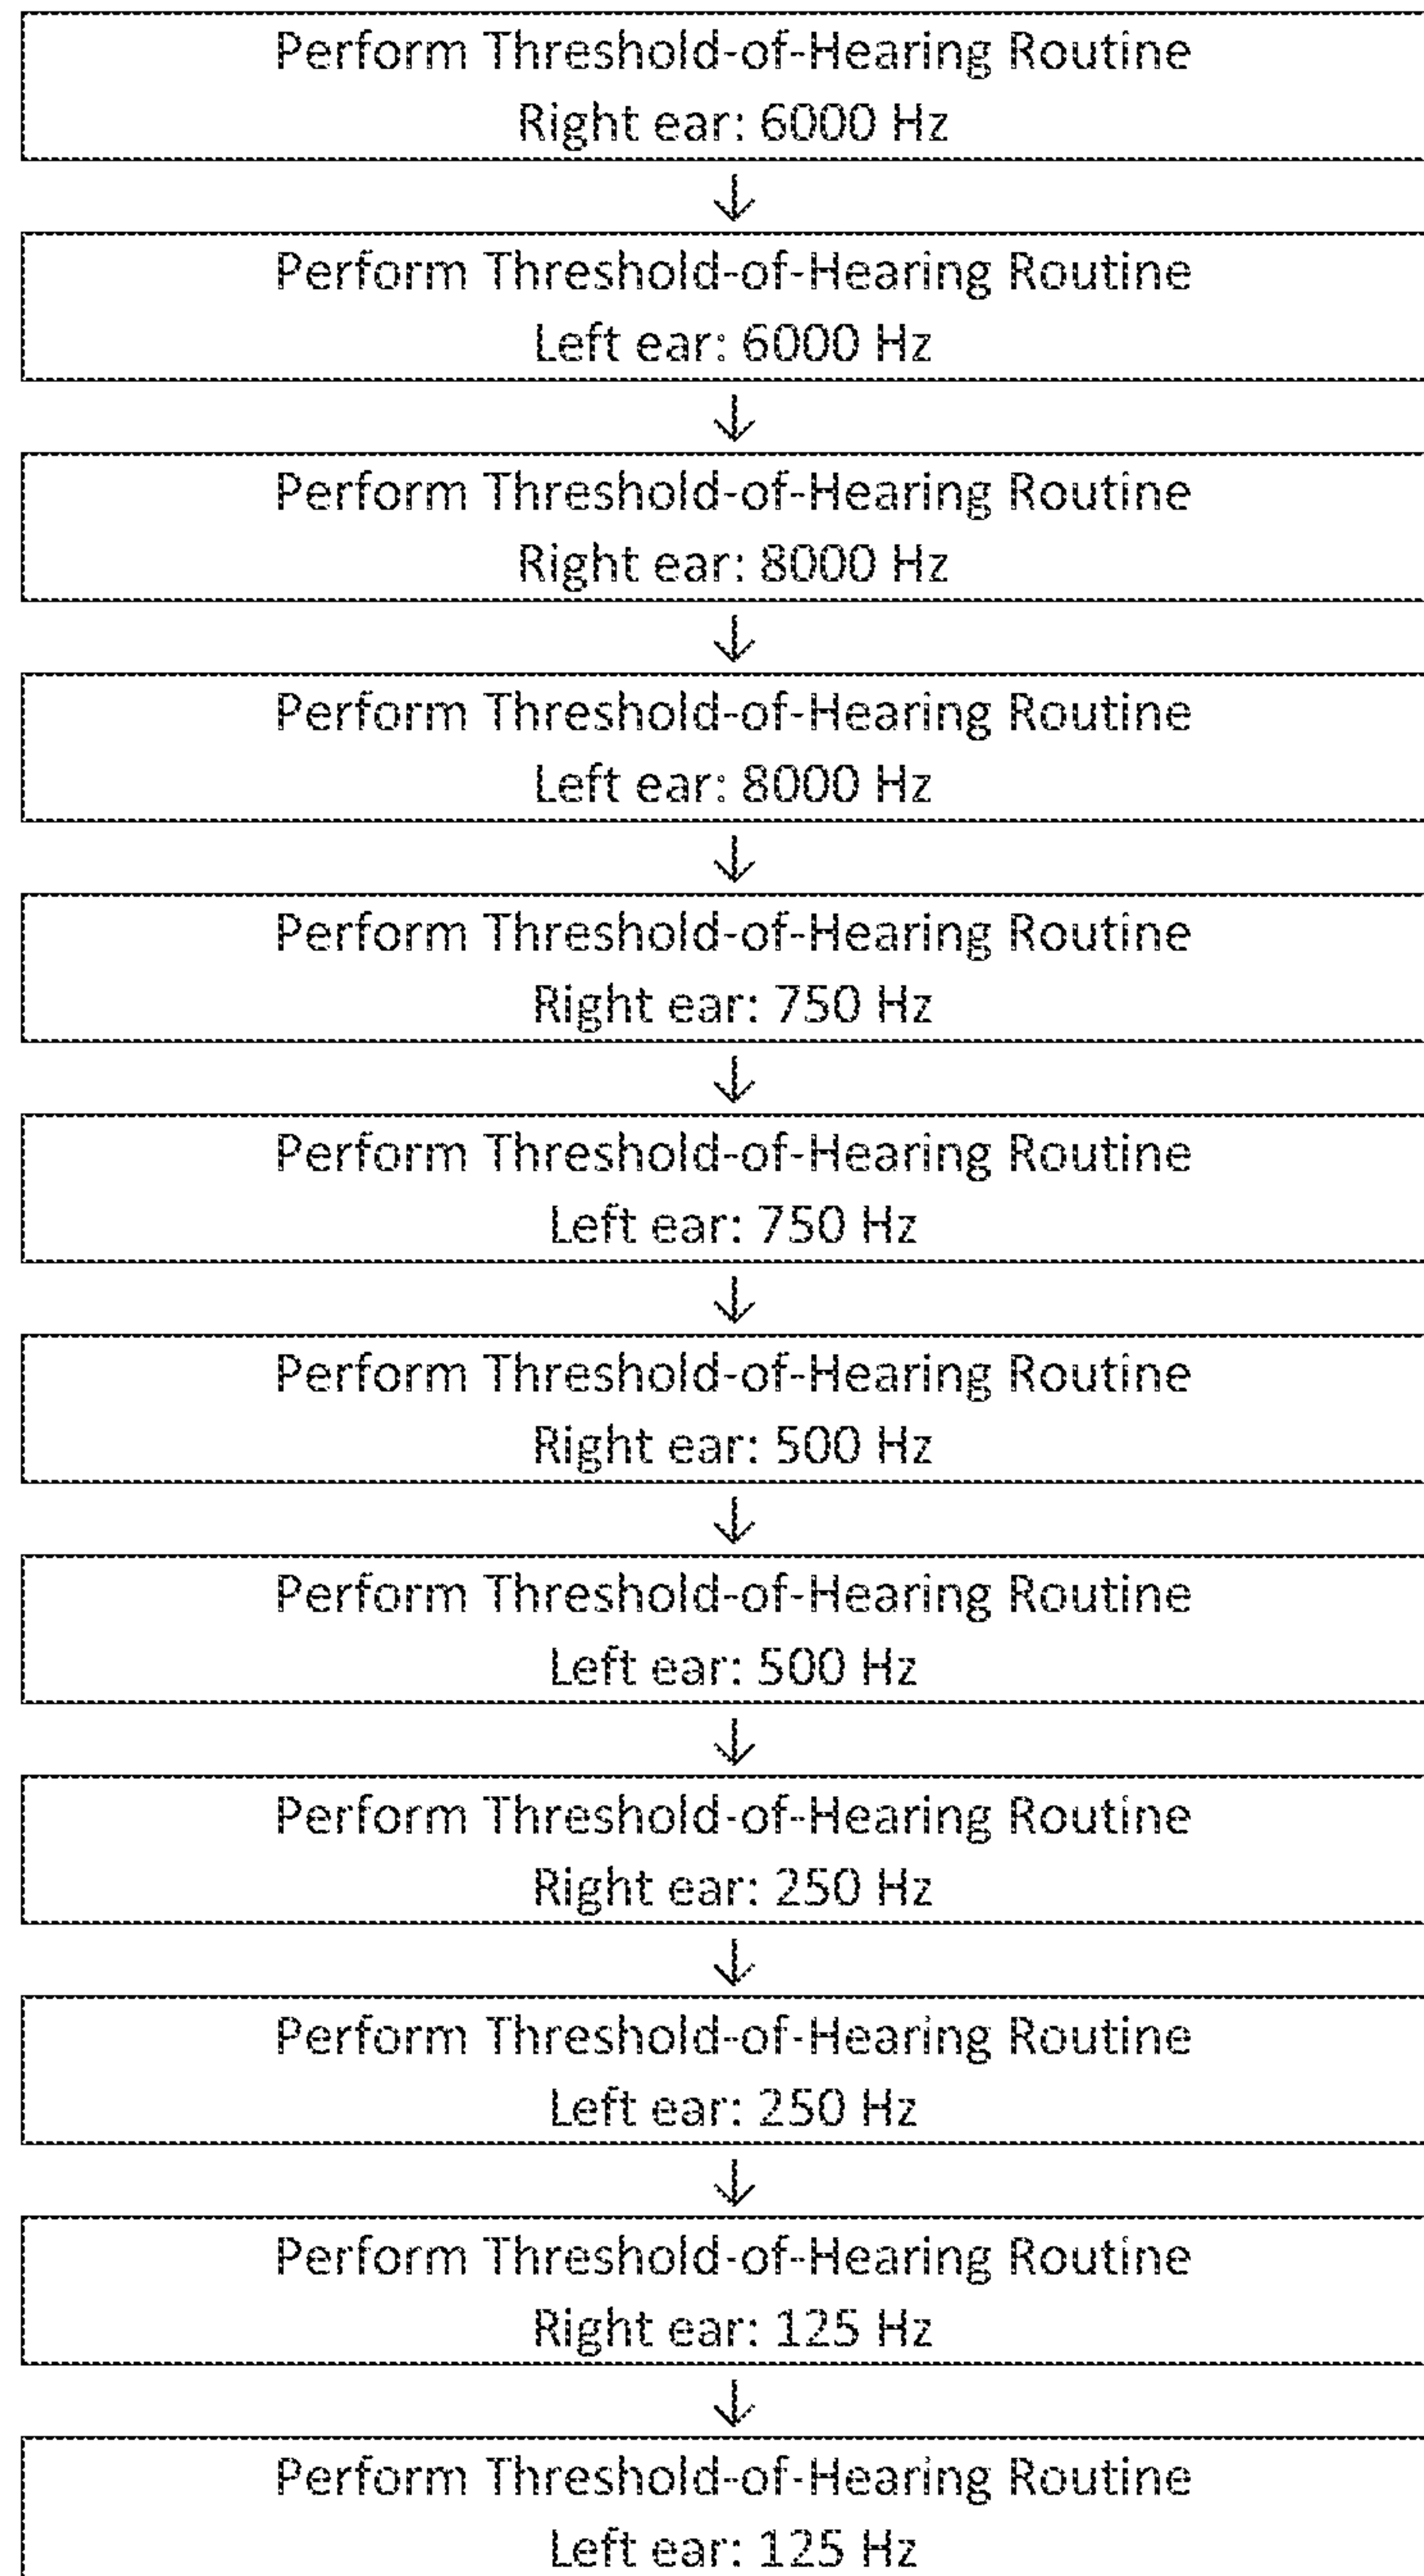 Perform Threshold-of-Hearing Routine
Right ear: 6000 Hz
Perform Threshold-of-Hearing Routine
Left ear: 6000 Hz
Perform Threshold-of-Hearing Routine
Right ear: 8000 Hz
Perform Threshold-of-Hearing Routine
Left ear: 8000 Hz
Perform Threshold-of-Hearing Routine
Right ear: 750 Hz
Perform Threshold-of-Hearing Routine
Left ear: 750 Hz
Perform Threshold-of-Hearing Routine
Right ear: 500 Hz
Perform Threshold-of-Hearing Routine
Left ear: 500 Hz
Perform Threshold-of-Hearing Routine
Right ear: 250 Hz
Perform Threshold-of-Hearing Routine
Left ear: 250 Hz
Perform Threshold-of-Hearing Routine
Right ear: 125 Hz
Perform Threshold-of-Hearing Routine
Left ear: 125 Hz